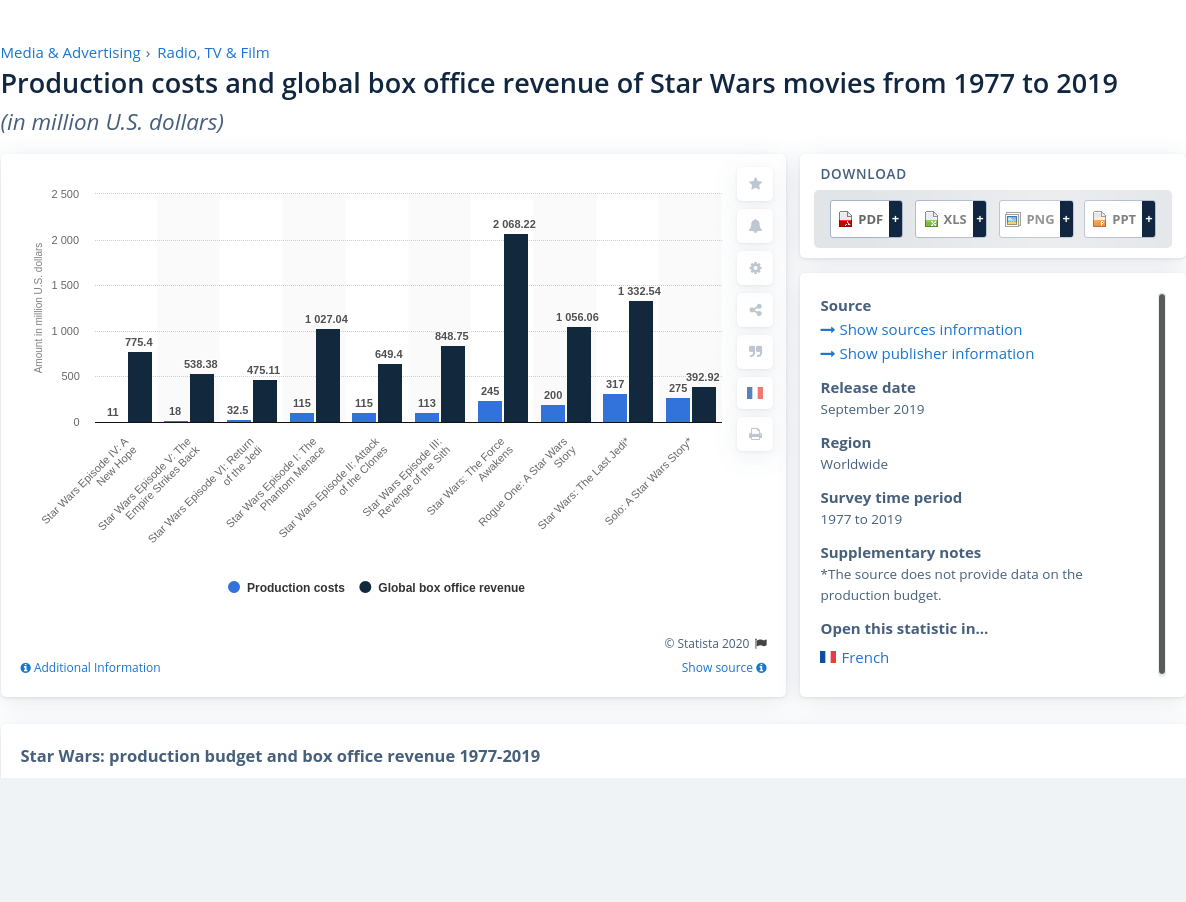 Media & Advertising › Radio, TV & Film
Production costs and global box office revenue of Star Wars movies from 1977 to 2019
(in million U.S. dollars)
Amount in million U.S. dollars
2 500
2 000
1 500
1 000
500
0
11
775.4
18
538.38
32.5
475.11
115
1 027.04
115
649.4
113
848.75
245
2 068.22
200
1 056.06
317
1 332.54
275
392.92
Star Wars Episode IV: A
New Hope
Star Wars Episode V: The
Empire Strikes Back
Star Wars Episode VI: Return
of the Jedi
Star Wars Episode I: The
Phantom Menace
Star Wars Episode II: Attack
of the Clones
Star Wars Episode III:
Revenge of the Sith
Star Wars: The Force
Awakens
Rogue One: A Star Wars
Story
Star Wars: The Last Jedi*
Solo: A Star Wars Story*
Production costs
Global box office revenue
© Statista 2020
Additional Information
Show source
DOWNLOAD
PDF +
XLS +
PNG +
PPT +
Source
Show sources information
Show publisher information
Release date
September 2019
Region
Worldwide
Survey time period
1977 to 2019
Supplementary notes
*The source does not provide data on the
production budget.
Open this statistic in...
French
Star Wars: production budget and box office revenue 1977-2019